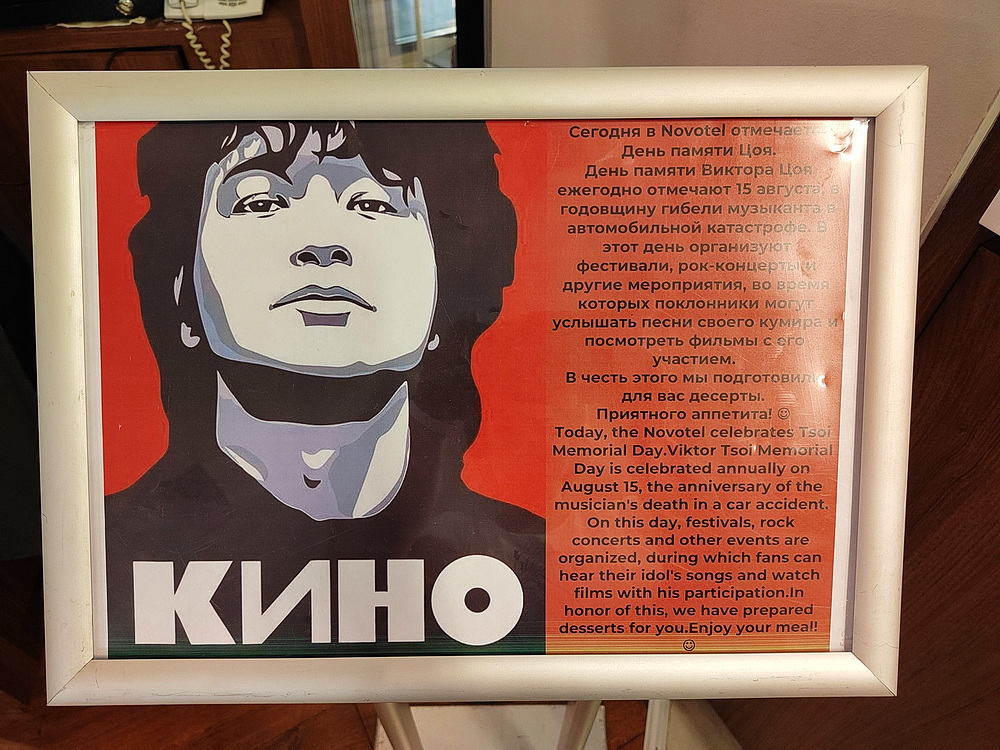 КИНО
Сегодня в Novotel отмечает
День памяти Цоя.
День памяти Виктора Цоя
ежегодно отмечают 15 августа, в
годовщину гибели музыканта в
автомобильной катастрофе. В
этот день организуют
фестивали, рок-концерты и
другие мероприятия, во время
которых поклонники могут
услышать песни своего кумира и
посмотреть фильмы с его
участием.
В честь этого мы подготовили
для вас десерты.
Приятного аппетита! ☺
Today, the Novotel celebrates Tsoi
Memorial Day.Viktor Tsoi Memorial
Day is celebrated annually on
August 15, the anniversary of the
musician's death in a car accident.
On this day, festivals, rock
concerts and other events are
organized, during which fans can
hear their idol's songs and watch
films with his participation.In
honor of this, we have prepared
desserts for you.Enjoy your meal!
☺